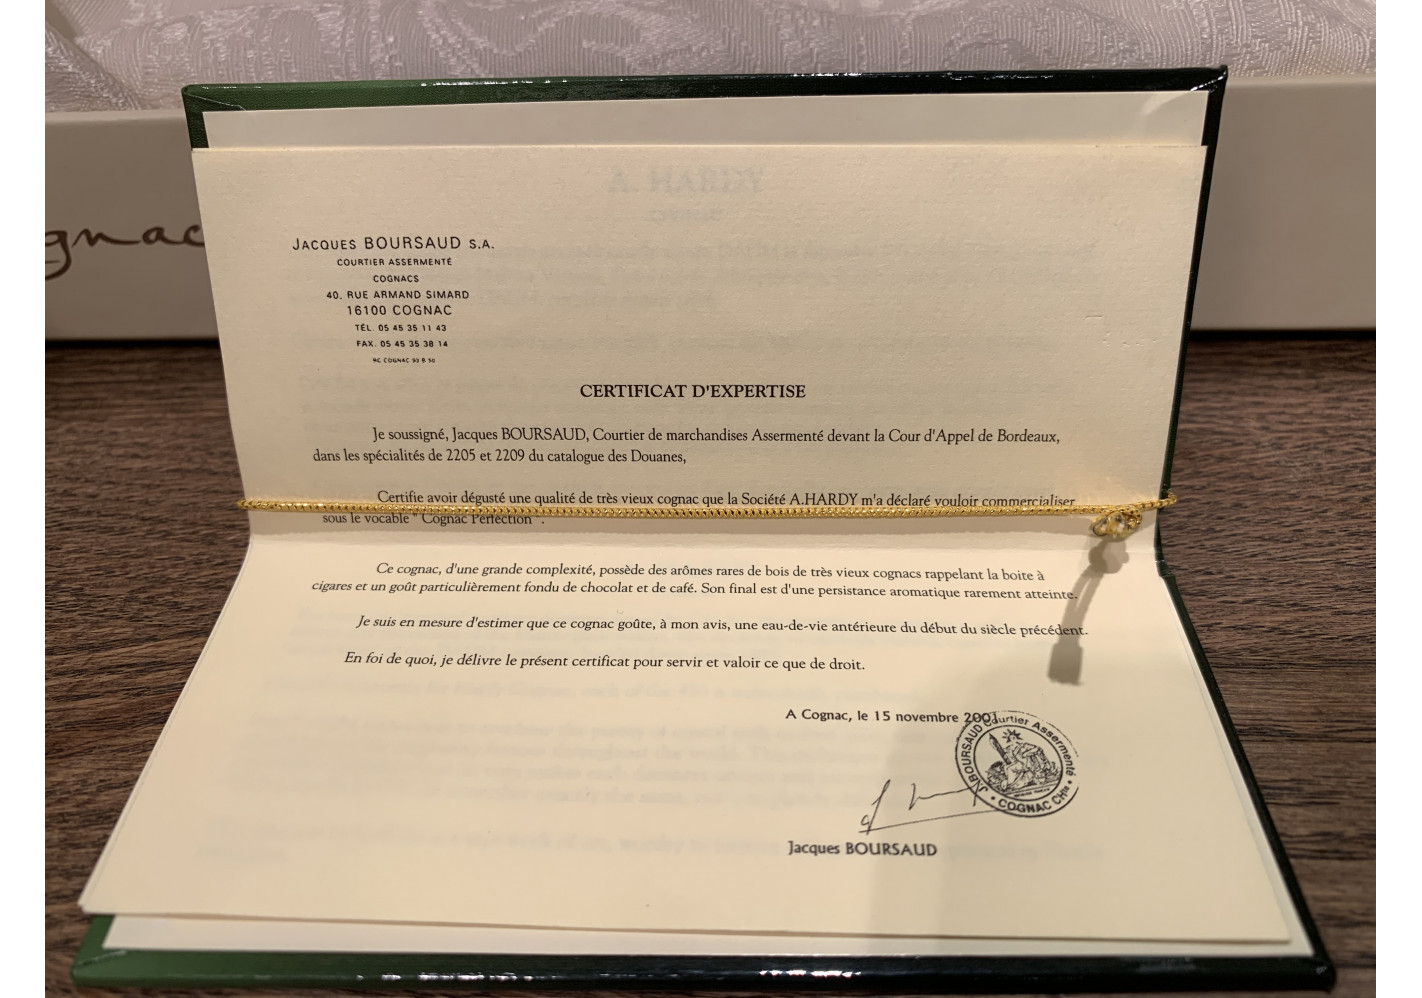 gnac
A. HARDY
JACQUES BOURSAUD S.A.
COURTIER ASSERMENTÉ
COGNACS
40. RUE ARMAND SIMARD
16100 COGNAC
TÉL. 05 45 35 11 43
FAX. 05 45 35 38 14
RC COGNAC 50 B 50
CERTIFICAT D'EXPERTISE
Je soussigné, Jacques BOURSAUD, Courtier de marchandises Assermenté devant la Cour d'Appel de Bordeaux,
dans les spécialités de 2205 et 2209 du catalogue des Douanes,
Certifie avoir dégusté une qualité de très vieux cognac que la Société A.HARDY m'a déclaré vouloir commercialiser
sous le vocable " Cognac Perfection ".
Ce cognac, d'une grande complexité, possède des arômes rares de bois de très vieux cognacs rappelant la boite à
cigares et un goût particulièrement fondu de chocolat et de café. Son final est d'une persistance aromatique rarement atteinte.
Je suis en mesure d'estimer que ce cognac goûte, à mon avis, une eau-de-vie antérieure du début du siècle précédent.
En foi de quoi, je délivre le présent certificat pour servir et valoir ce que de droit.
A Cognac, le 15 novembre 2001
J.BOURSAUD Courtier Assermenté
• COGNAC CHte •
Jacques BOURSAUD